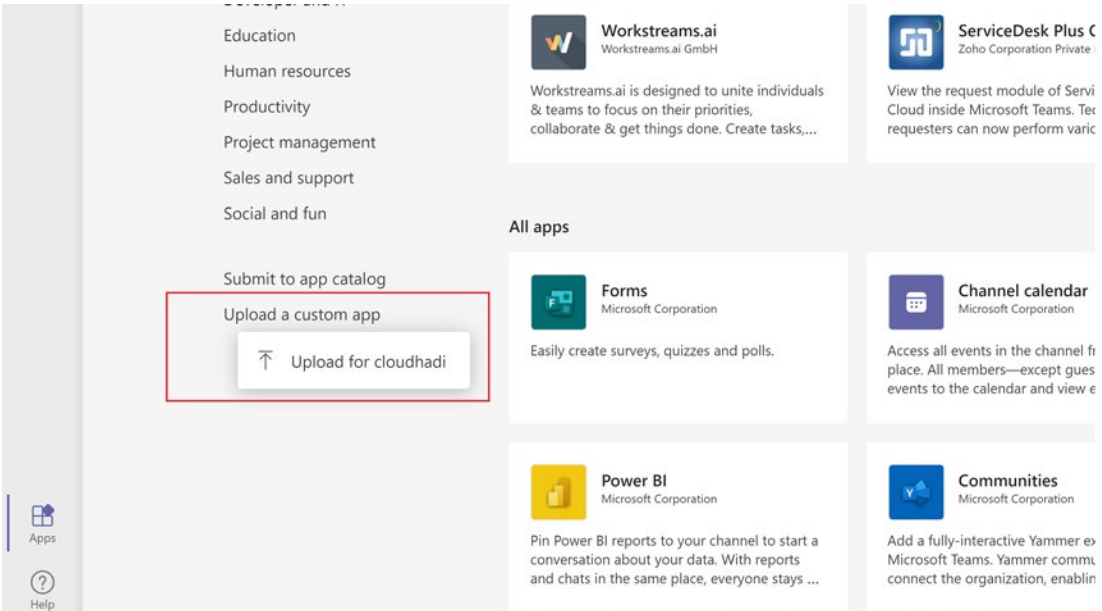 Education
Human resources
Productivity
Project management
Sales and support
Social and fun
Submit to app catalog
Upload a custom app
Upload for cloudhadi
Apps
Help
Workstreams.ai
Workstreams.ai GmbH
Workstreams.ai is designed to unite individuals
& teams to focus on their priorities,
collaborate & get things done. Create tasks,...
ServiceDesk Plus
Zoho Corporation Private
View the request module of Servi
Cloud inside Microsoft Teams. Tec
requesters can now perform vario
All apps
Forms
Microsoft Corporation
Easily create surveys, quizzes and polls.
Channel calendar
Microsoft Corporation
Access all events in the channel
place. All members—except gues
events to the calendar and view
Power BI
Microsoft Corporation
Pin Power BI reports to your channel to start a
conversation about your data. With reports
and chats in the same place, everyone stays ...
Communities
Microsoft Corporation
Add a fully-interactive Yammer
Microsoft Teams. Yammer commu
connect the organization, enablin